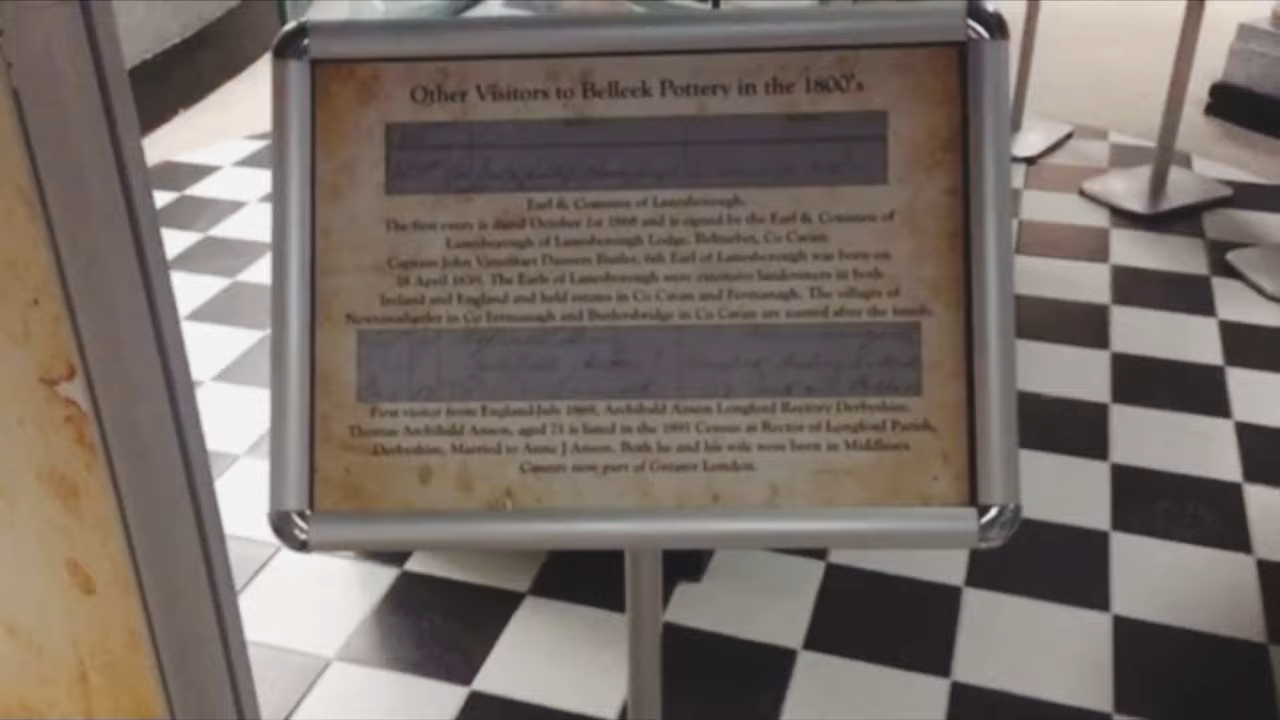 Other Visitors to Belleek Pottery in the 1800's
Earl & Countess of Lanesborough.
The first entry is dated October 1st 1868 and is signed by the Earl & Countess of
Lanesborough of Lanesborough Lodge, Belturbet, Co Cavan.
Captain John Vansittart Danvers Butler, 6th Earl of Lanesborough was born on
18 April 1839. The Earls of Lanesborough were extensive landowners in both
Ireland and England and held estates in Co Cavan and Fermanagh. The villages of
Newtownbutler in Co Fermanagh and Butlersbridge in Co Cavan are named after the family.
First visitor from England-July 1869, Archibald Anson Longford Rectory Derbyshire.
Thomas Archibald Anson, aged 71 is listed in the 1891 Census as Rector of Longford Parish,
Derbyshire, Married to Anne J Anson. Both he and his wife were born in Middlesex
County now part of Greater London.